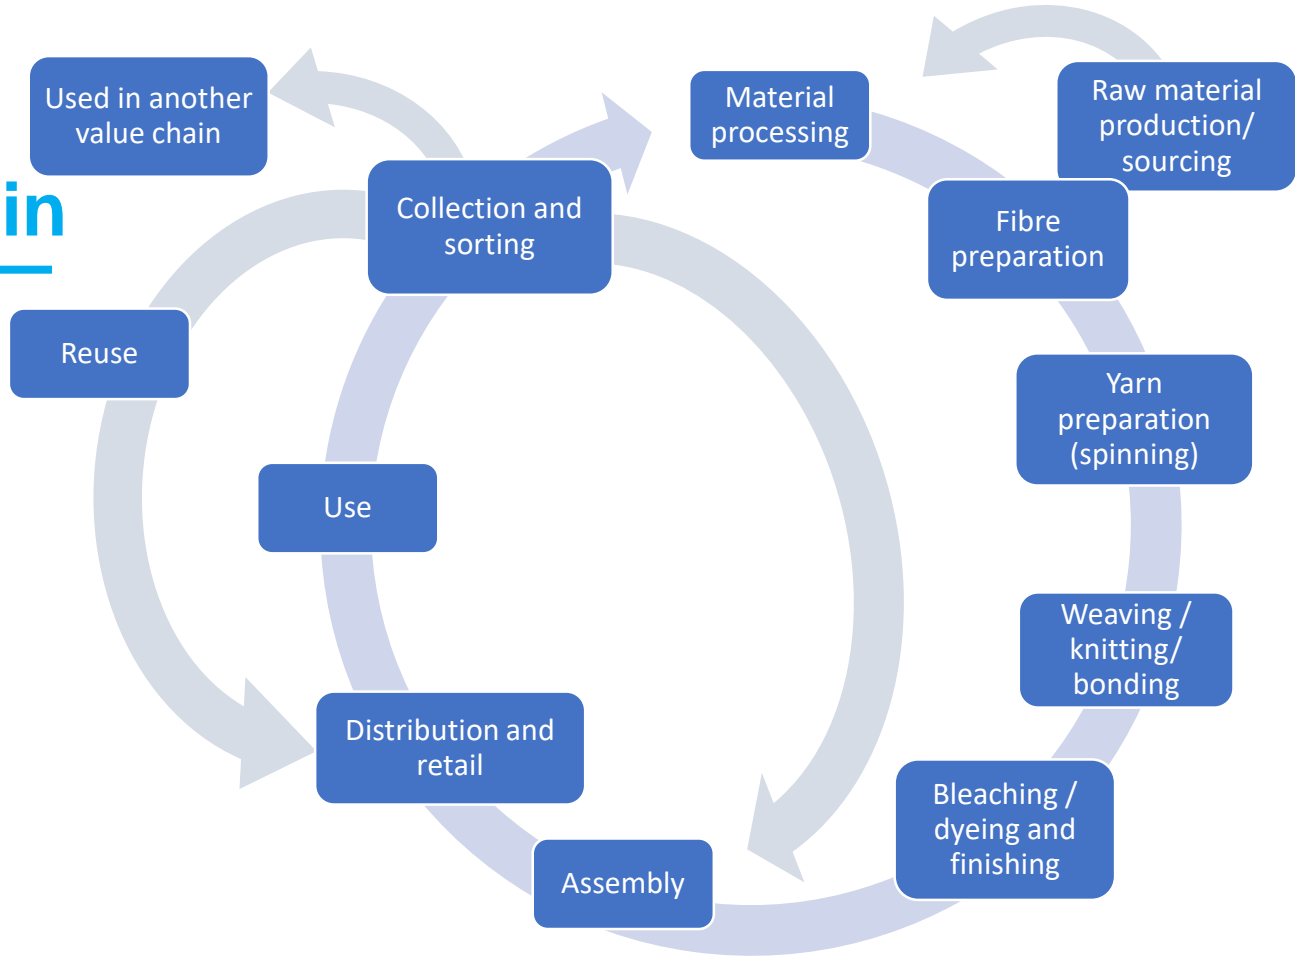 Used in another
value chain
in
Material
processing
Raw material
production/
sourcing
Collection and
sorting
Fibre
preparation
Reuse
Yarn
preparation
(spinning)
Use
Weaving /
knitting/
bonding
Distribution and
retail
Bleaching /
dyeing and
finishing
Assembly